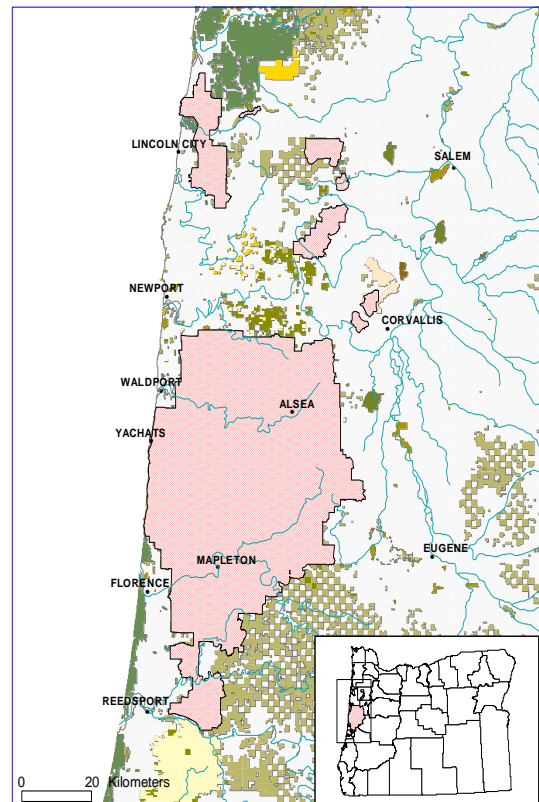 LINCOLN CITY
SALEM
NEWPORT
CORVALLIS
WALDPORT
ALSEA
YACHATS
EUGENE
MAPLETON
FLORENCE
REEDSPORT
0 20 Kilometers